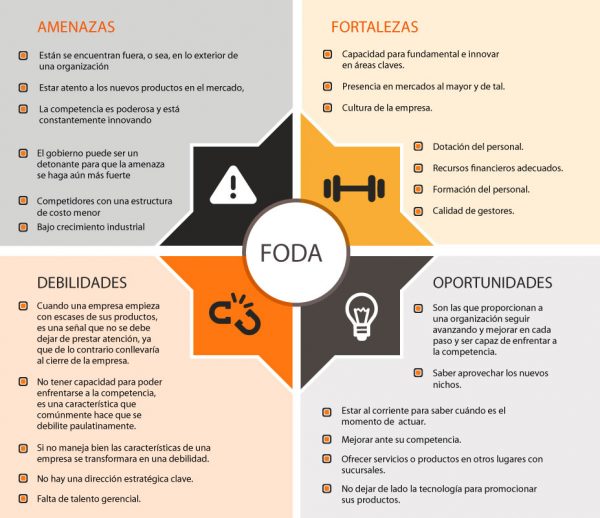 AMENAZAS
Están se encuentran fuera, o sea, en lo exterior de
una organización
Estar atento a los nuevos productos en el mercado,
La competencia es poderosa y está
constantemente innovando
El gobierno puede ser un
detonante para que la amenaza
se haga aún más fuerte
Competidores con una estructura
de costo menor
Bajo crecimiento industrial
FORTALEZAS
Capacidad para fundamental e innovar
en áreas claves.
Presencia en mercados al mayor y de tal.
Cultura de la empresa.
Dotación del personal.
Recursos financieros adecuados.
Formación del personal.
Calidad de gestores.
FODA
DEBILIDADES
Cuando una empresa empieza
con escases de sus productos,
es una señal que no se debe
dejar de prestar atención, ya
que de lo contrario conllevaría
al cierre de la empresa.
No tener capacidad para poder
enfrentarse a la competencia,
es una característica que
comúnmente hace que se
debilite paulatinamente.
Si no maneja bien las características de una
empresa se transformara en una debilidad.
No hay una dirección estratégica clave.
Falta de talento gerencial.
OPORTUNIDADES
Son las que proporcionan a
una organización seguir
avanzando y mejorar en cada
paso y ser capaz de enfrentar a
la competencia.
Saber aprovechar los nuevos
nichos.
Estar al corriente para saber cuándo es el
momento de actuar.
Mejorar ante su competencia.
Ofrecer servicios o productos en otros lugares con
sucursales.
No dejar de lado la tecnología para promocionar
sus productos.